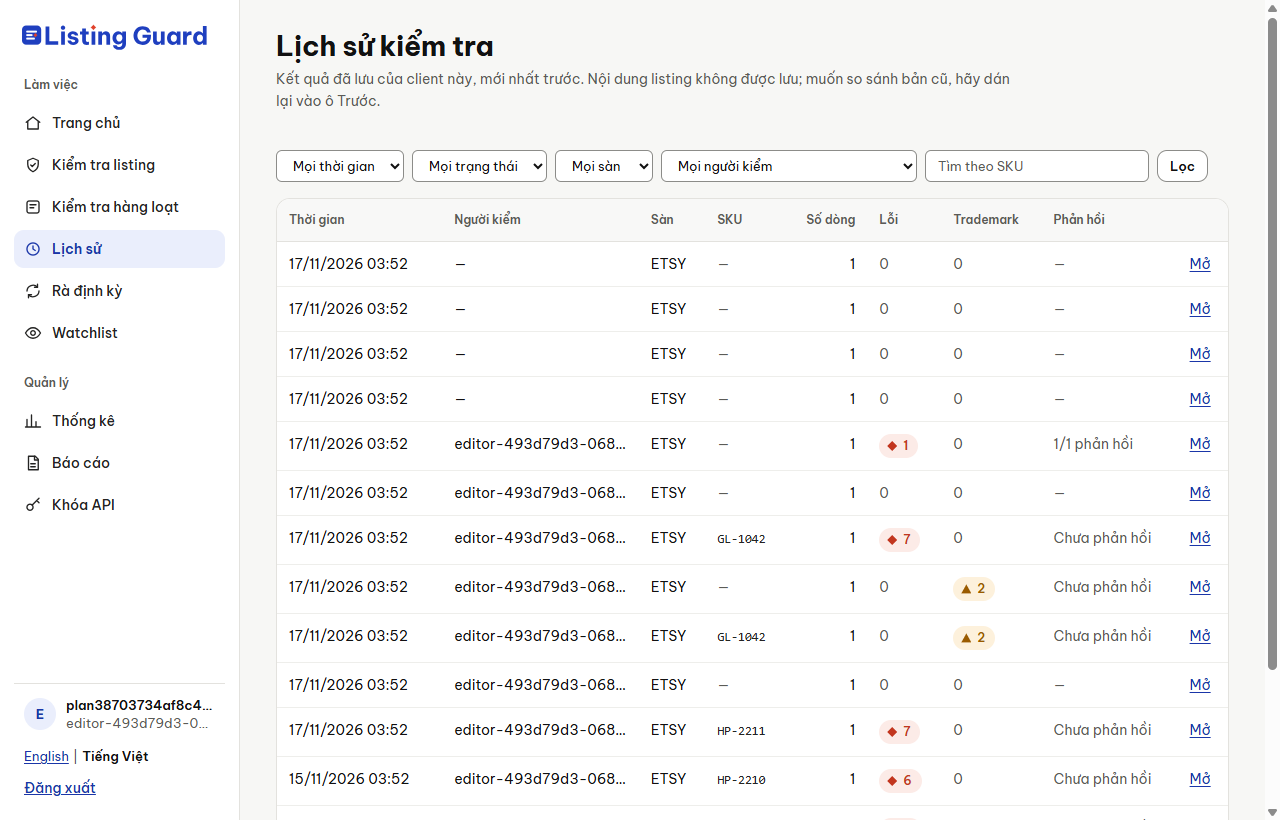 Listing Guard
Làm việc
Trang chủ
Kiểm tra listing
Kiểm tra hàng loạt
Lịch sử
Rà định kỳ
Watchlist
Quản lý
Thống kê
Báo cáo
Khóa API
E
plan38703734af8c4...
editor-493d79d3-0...
English | Tiếng Việt
Đăng xuất
Lịch sử kiểm tra
Kết quả đã lưu của client này, mới nhất trước. Nội dung listing không được lưu; muốn so sánh bản cũ, hãy dán
lại vào ô Trước.
Mọi thời gian Mọi trạng thái Mọi sàn Mọi người kiểm Tìm theo SKU Lọc
Thời gian Người kiểm Sàn SKU Số dòng Lỗi Trademark Phản hồi
17/11/2026 03:52 — ETSY — 1 0 0 — Mở
17/11/2026 03:52 — ETSY — 1 0 0 — Mở
17/11/2026 03:52 — ETSY — 1 0 0 — Mở
17/11/2026 03:52 — ETSY — 1 0 0 — Mở
17/11/2026 03:52 editor-493d79d3-068... ETSY — 1 ◆ 1 0 1/1 phản hồi Mở
17/11/2026 03:52 editor-493d79d3-068... ETSY — 1 0 0 — Mở
17/11/2026 03:52 editor-493d79d3-068... ETSY GL-1042 1 ◆ 7 0 Chưa phản hồi Mở
17/11/2026 03:52 editor-493d79d3-068... ETSY — 1 0 ▲ 2 Chưa phản hồi Mở
17/11/2026 03:52 editor-493d79d3-068... ETSY GL-1042 1 0 ▲ 2 Chưa phản hồi Mở
17/11/2026 03:52 editor-493d79d3-068... ETSY — 1 0 0 — Mở
17/11/2026 03:52 editor-493d79d3-068... ETSY HP-2211 1 ◆ 7 0 Chưa phản hồi Mở
15/11/2026 03:52 editor-493d79d3-068... ETSY HP-2210 1 ◆ 6 0 Chưa phản hồi Mở